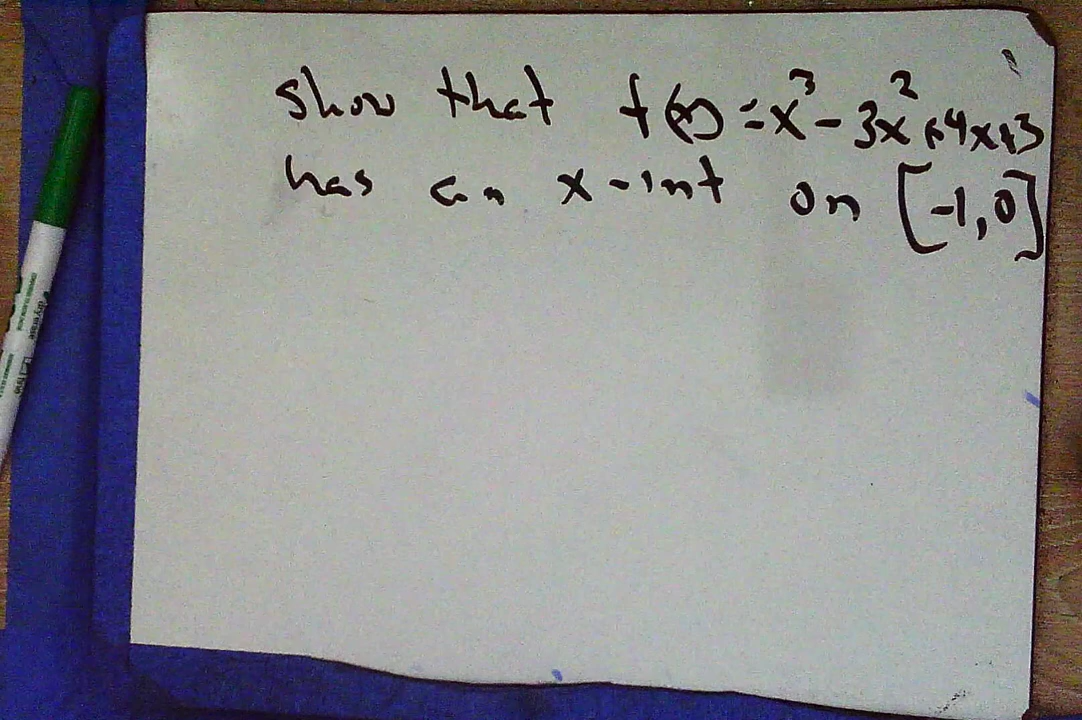 show that f(x) = x³ - 3x² + 4x + 3
has an x-int on [-1, 0]